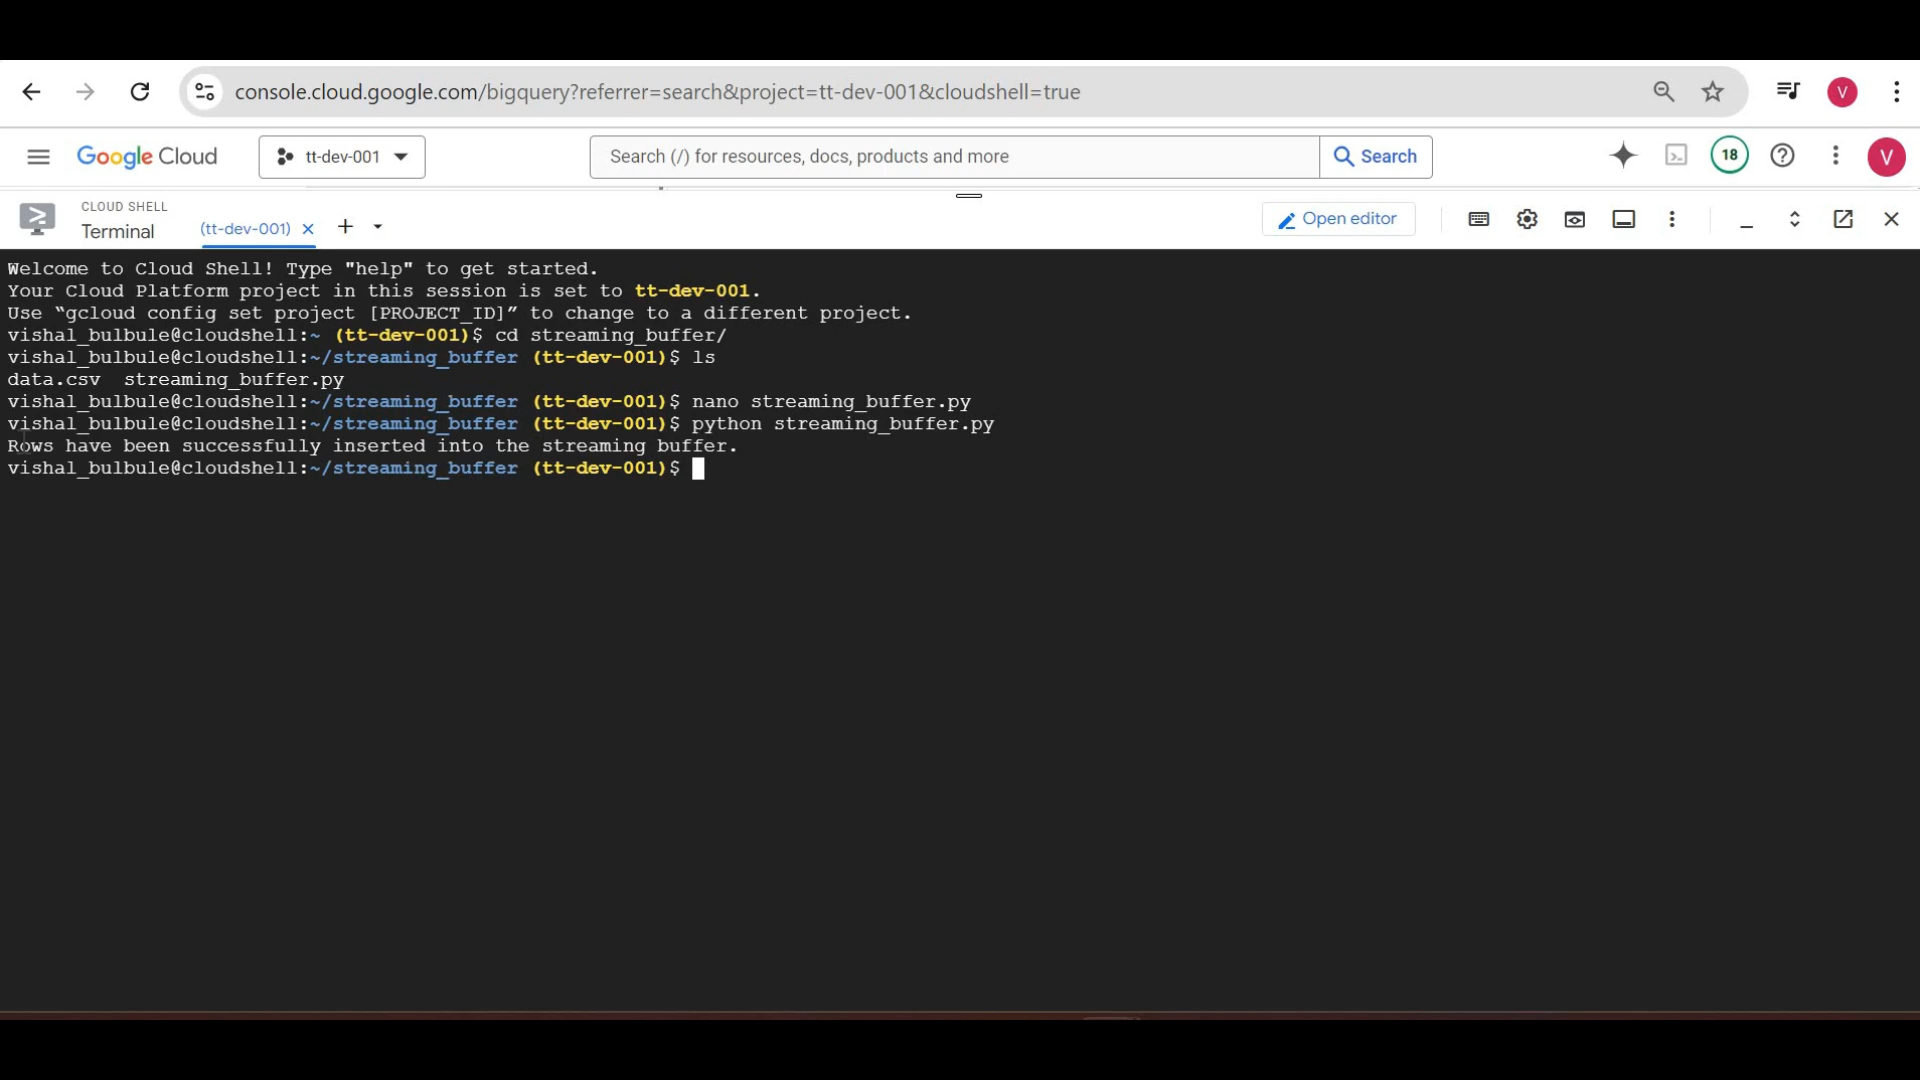 console.cloud.google.com/bigquery?referrer=search&project=tt-dev-001&cloudshell=true
V
Google Cloud
tt-dev-001
Search (/) for resources, docs, products and more
Search
18
V
CLOUD SHELL
Terminal
(tt-dev-001)
Open editor
Welcome to Cloud Shell! Type "help" to get started.
Your Cloud Platform project in this session is set to tt-dev-001.
Use “gcloud config set project [PROJECT_ID]” to change to a different project.
vishal_bulbule@cloudshell:~ (tt-dev-001)$ cd streaming_buffer/
vishal_bulbule@cloudshell:~/streaming_buffer (tt-dev-001)$ ls
data.csv  streaming_buffer.py
vishal_bulbule@cloudshell:~/streaming_buffer (tt-dev-001)$ nano streaming_buffer.py
vishal_bulbule@cloudshell:~/streaming_buffer (tt-dev-001)$ python streaming_buffer.py
Rows have been successfully inserted into the streaming buffer.
vishal_bulbule@cloudshell:~/streaming_buffer (tt-dev-001)$